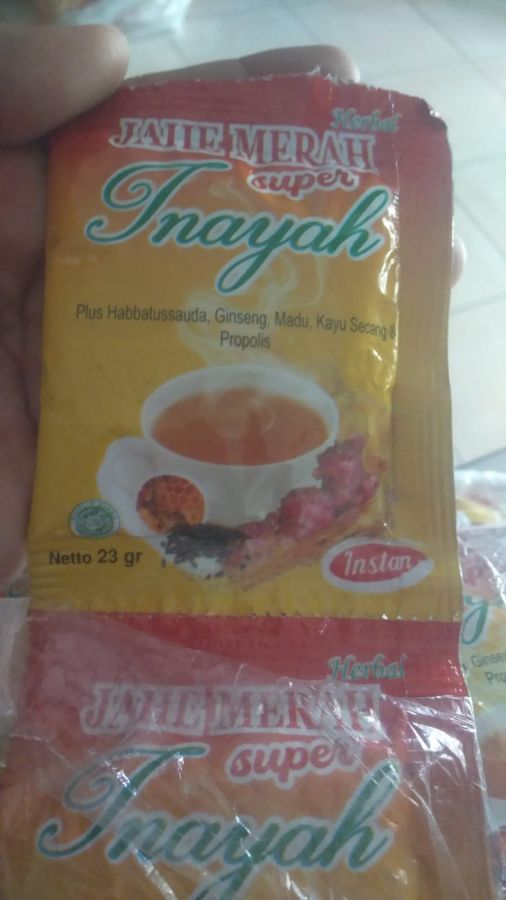 Herbal
JAHE MERAH
super
Inayah
Plus Habbatussauda, Ginseng, Madu, Kayu Secang &
Propolis
Netto 23 gr
Instan
Herbal
JAHE MERAH
super
Inayah